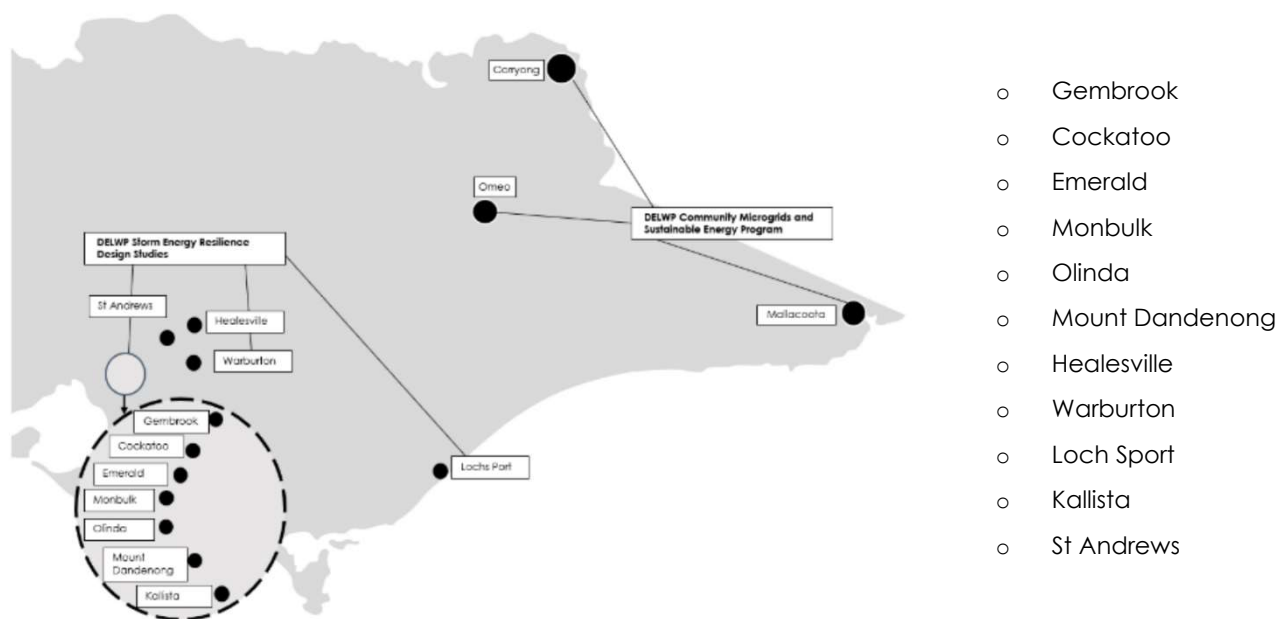 Corryong
Omeo
DELWP Community Microgrids and
Sustainable Energy Program
DELWP Storm Energy Resilience
Design Studies
St Andrews
Healesville
Mallacoota
Warburton
Gembrook
Cockatoo
Emerald
Lochs Port
Monbulk
Olinda
Mount
Dandenong
Kallista
o Gembrook
o Cockatoo
o Emerald
o Monbulk
o Olinda
o Mount Dandenong
o Healesville
o Warburton
o Loch Sport
o Kallista
o St Andrews